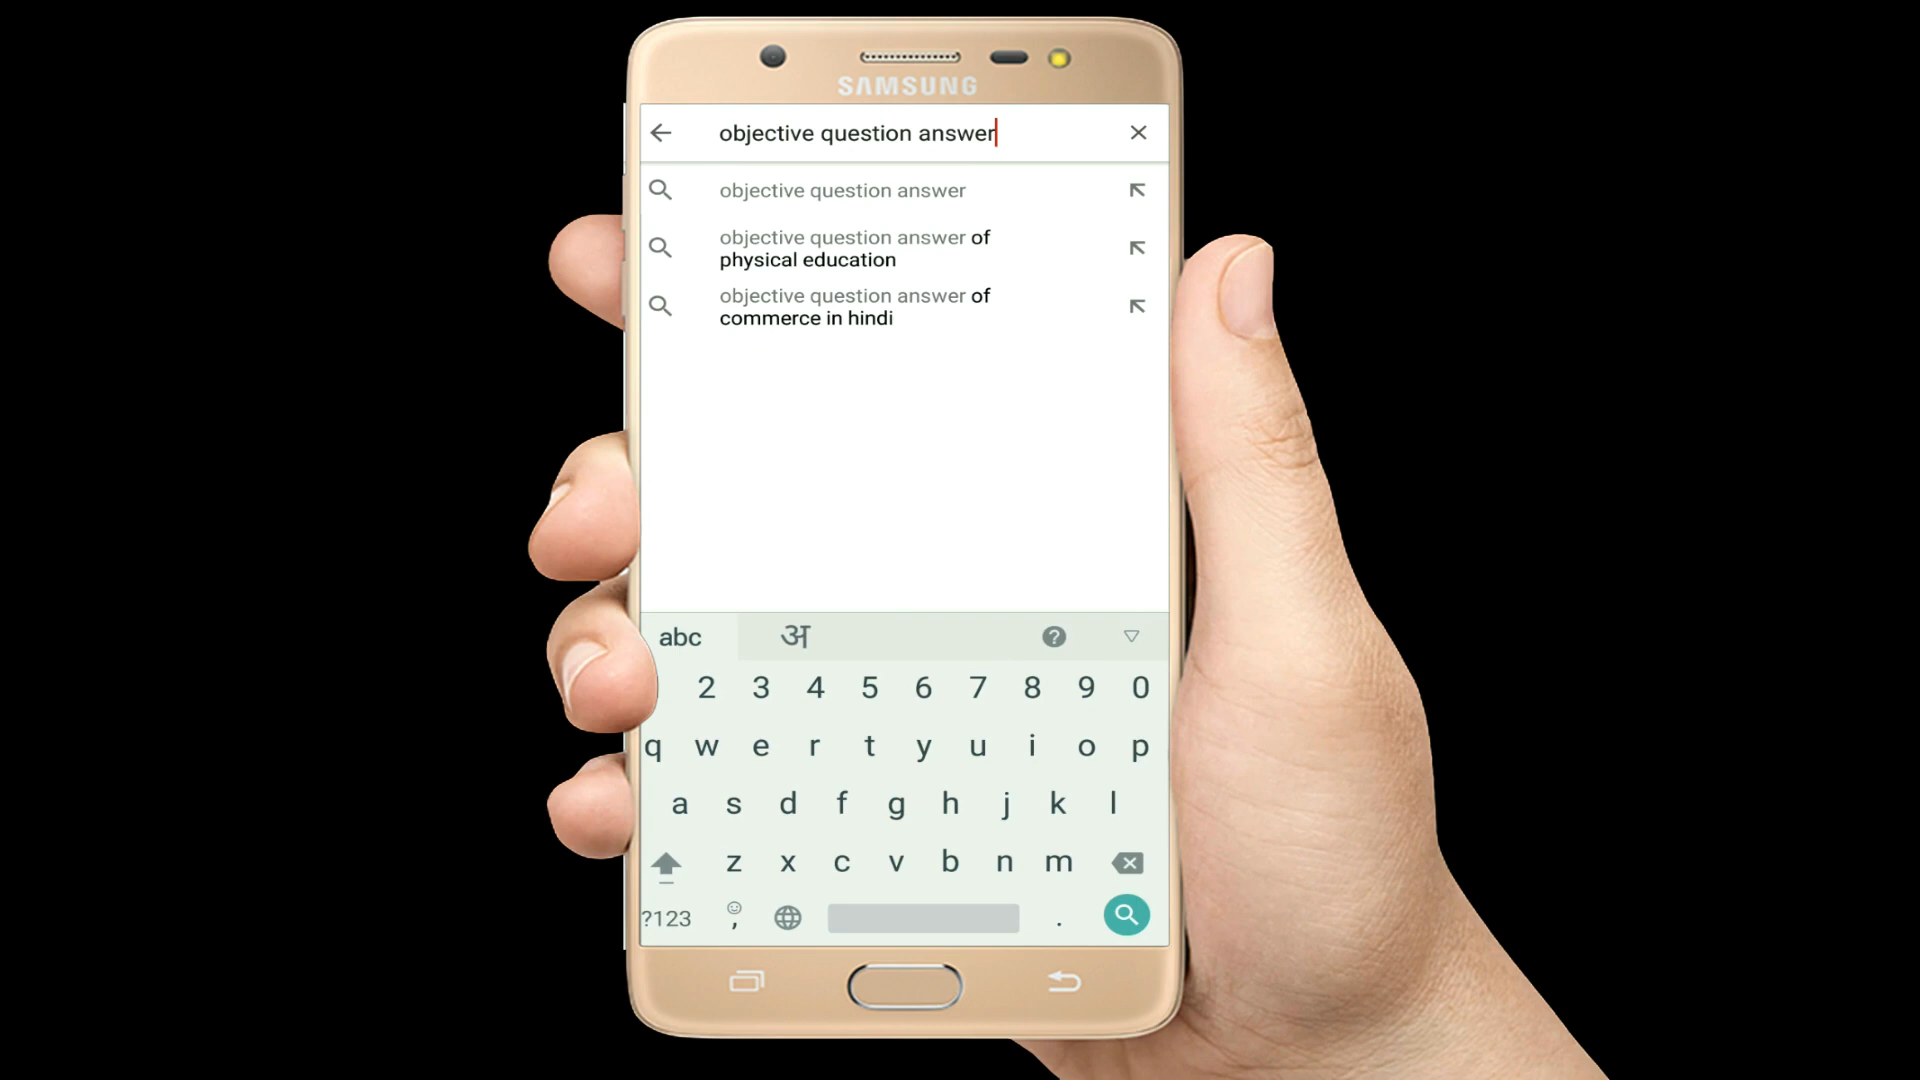 SAMSUNG
objective question answer
objective question answer
objective question answer of
physical education
objective question answer of
commerce in hindi
abc अ
2 3 4 5 6 7 8 9 0
q w e r t y u i o p
a s d f g h j k l
z x c v b n m
?123 , .